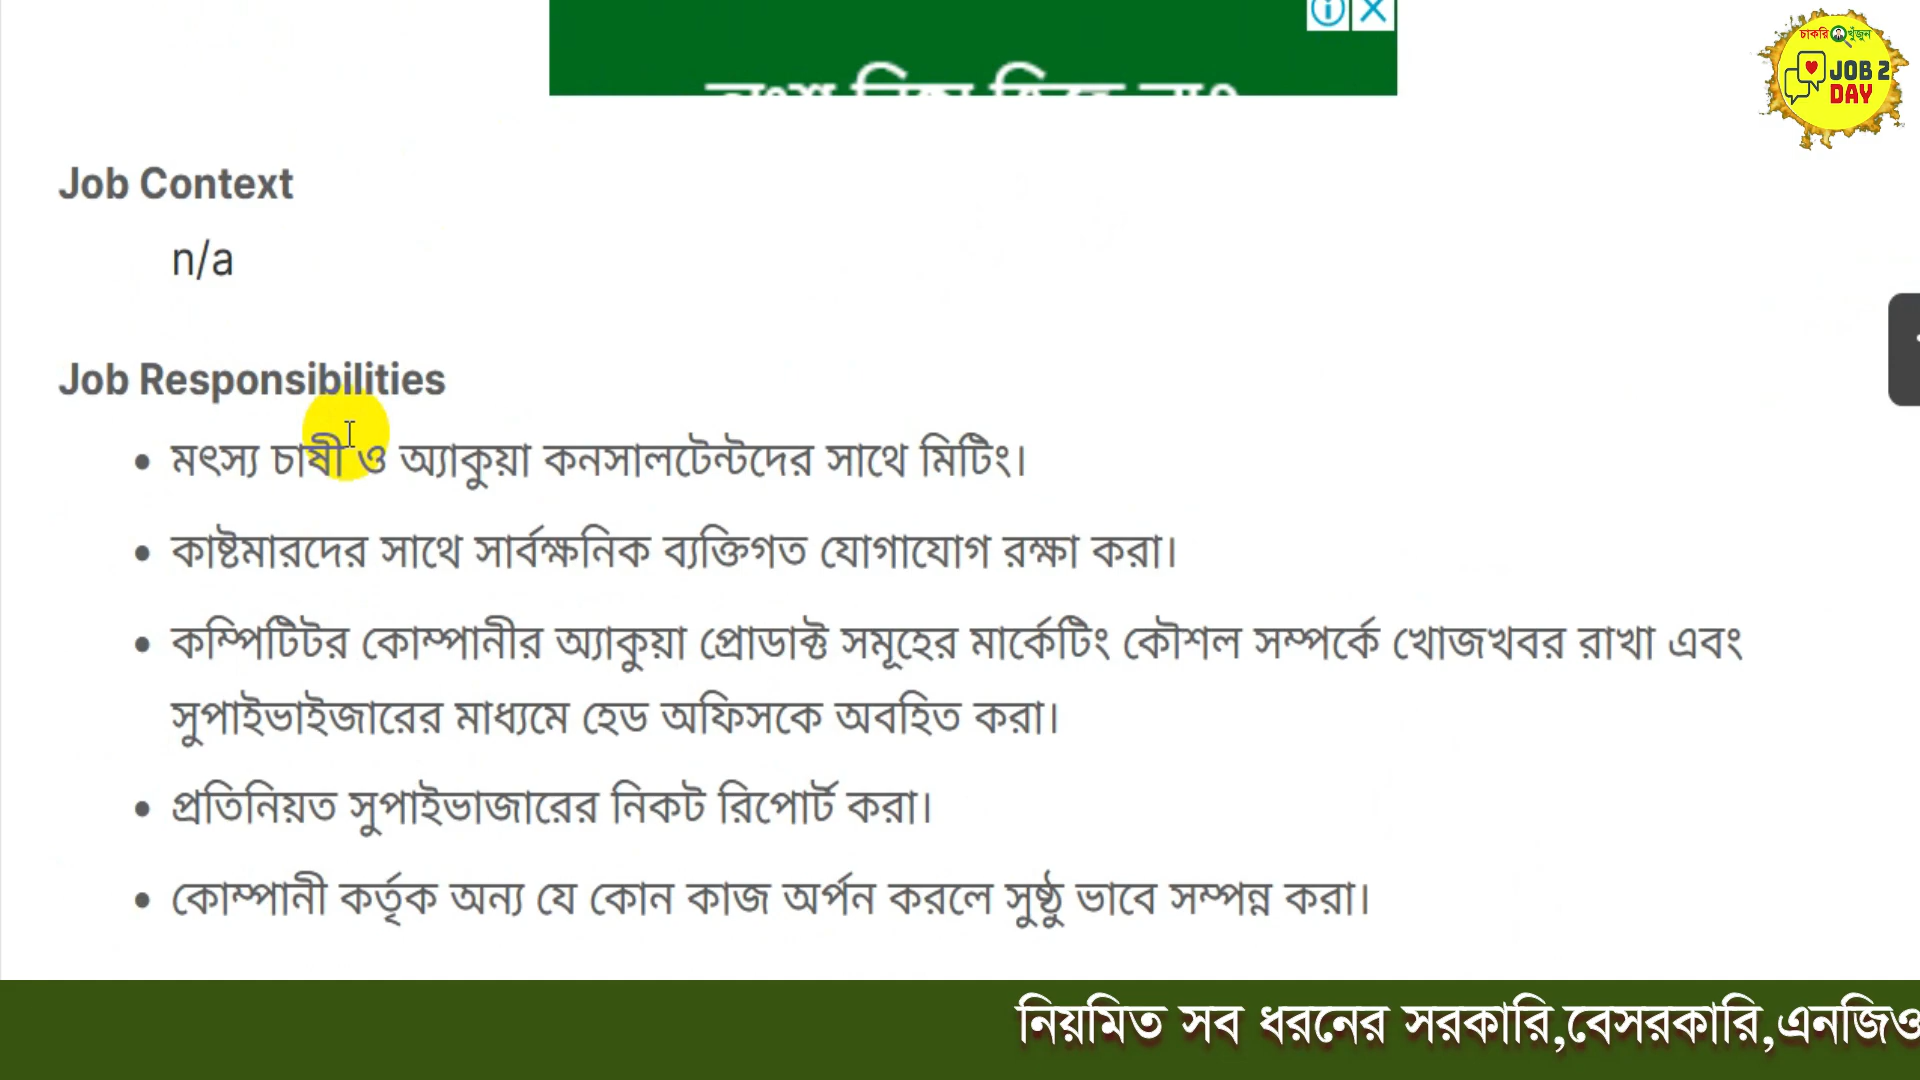 চাকরি খুঁজুন
JOB 2
DAY
Job Context
n/a
Job Responsibilities
• মৎস্য চাষী ও অ্যাকুয়া কনসালটেন্টদের সাথে মিটিং।
• কাষ্টমারদের সাথে সার্বক্ষনিক ব্যক্তিগত যোগাযোগ রক্ষা করা।
• কম্পিটিটর কোম্পানীর অ্যাকুয়া প্রোডাক্ট সমূহের মার্কেটিং কৌশল সম্পর্কে খোজখবর রাখা এবং
সুপাইভাইজারের মাধ্যমে হেড অফিসকে অবহিত করা।
• প্রতিনিয়ত সুপাইভাজারের নিকট রিপোর্ট করা।
• কোম্পানী কর্তৃক অন্য যে কোন কাজ অর্পন করলে সুষ্ঠু ভাবে সম্পন্ন করা।
নিয়মিত সব ধরনের সরকারি,বেসরকারি,এনজিও